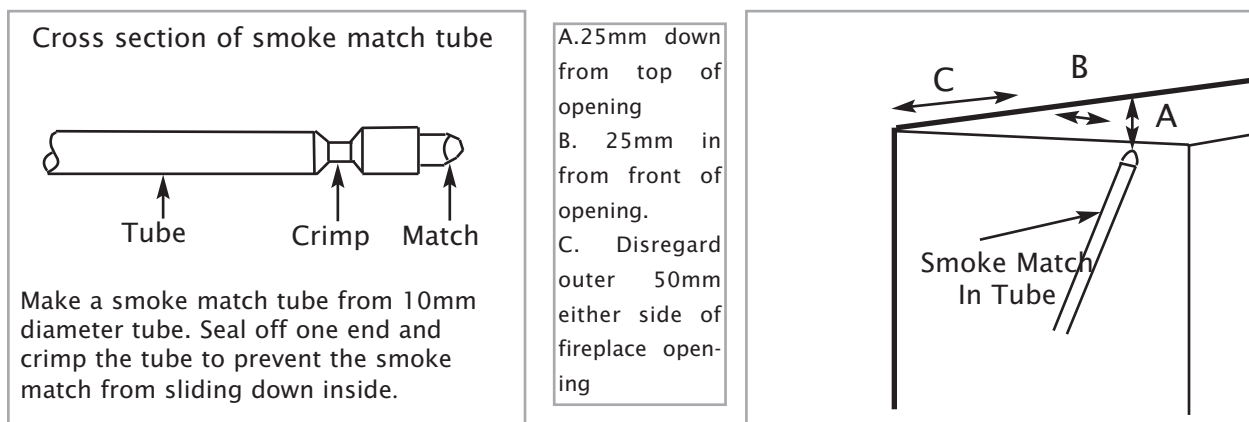 Cross section of smoke match tube
Tube
Crimp
Match
Make a smoke match tube from 10mm
diameter tube. Seal off one end and
crimp the tube to prevent the smoke
match from sliding down inside.
A.25mm down
from top of
opening
B. 25mm in
from front of
opening.
C. Disregard
outer 50mm
either side of
fireplace open-
ing
C
B
A
Smoke Match
In Tube